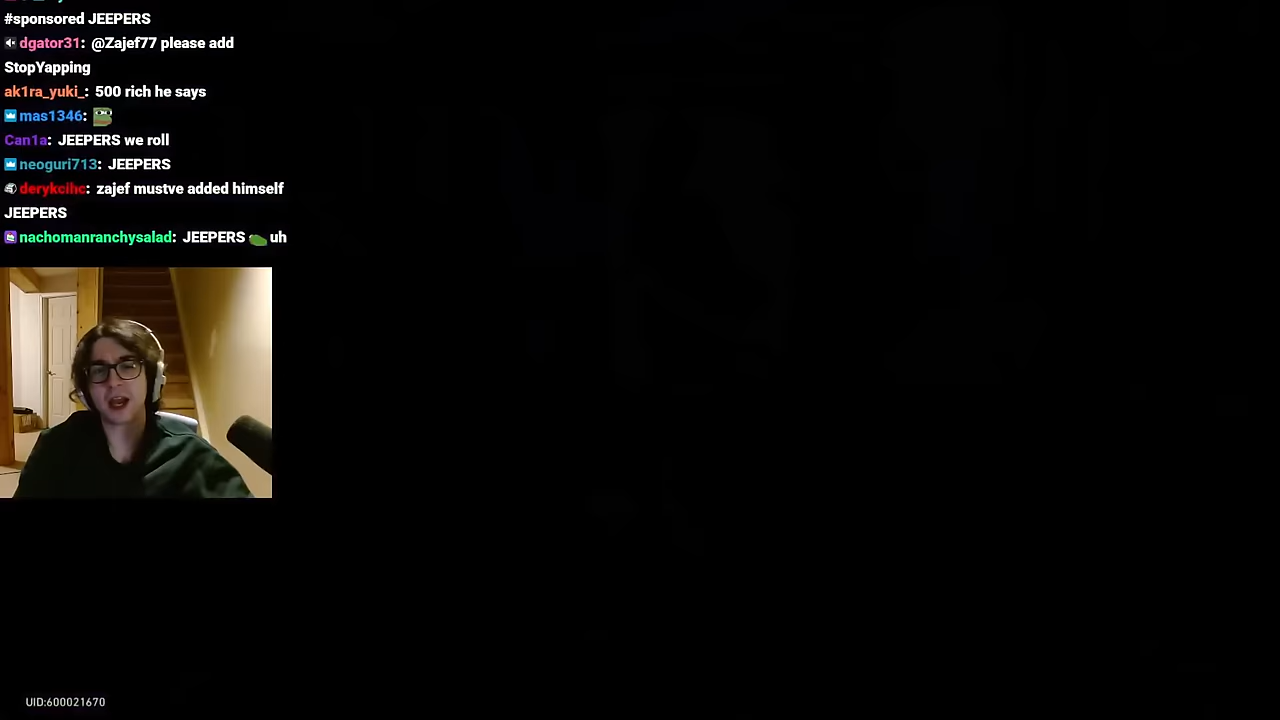 #sponsored JEEPERS
dgator31: @Zajef77 please add
StopYapping
ak1ra_yuki_: 500 rich he says
mas1346:
Can1a: JEEPERS we roll
neoguri713: JEEPERS
derykcihc: zajef mustve added himself
JEEPERS
nachomanranchysalad: JEEPERS uh
UID:600021670